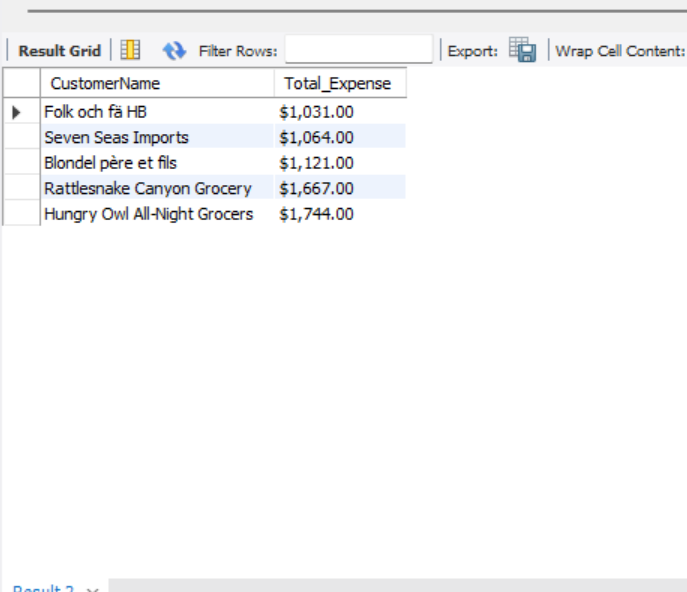 Result Grid Filter Rows: Export: Wrap Cell Content:
CustomerName Total_Expense
Folk och fä HB $1,031.00
Seven Seas Imports $1,064.00
Blondel père et fils $1,121.00
Rattlesnake Canyon Grocery $1,667.00
Hungry Owl All-Night Grocers $1,744.00
Result 2